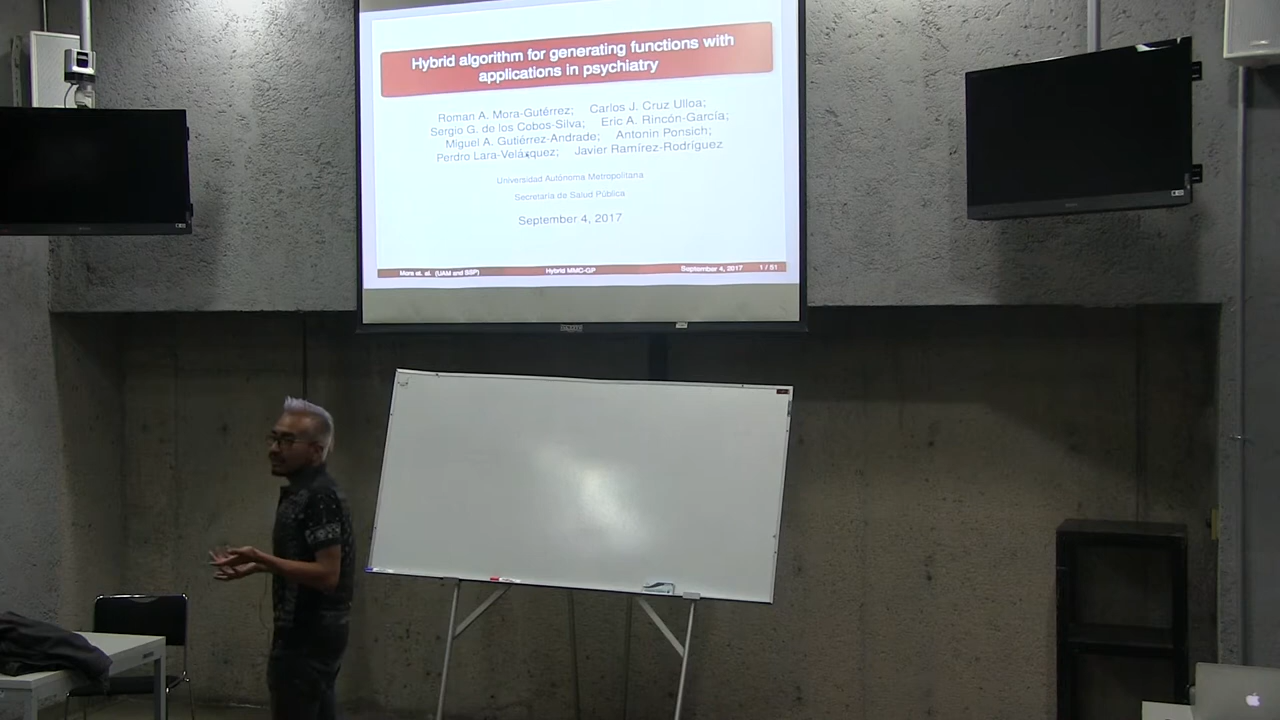 Hybrid algorithm for generating functions with
applications in psychiatry
Roman A. Mora-Gutérrez; Carlos J. Cruz Ulloa;
Sergio G. de los Cobos-Silva; Eric A. Rincón-García;
Miguel A. Gutiérrez-Andrade; Antonin Ponsich;
Perdro Lara-Velázquez; Javier Ramírez-Rodríguez
Universidad Autónoma Metropolitana
Secretaría de Salud Pública
September 4, 2017
Mora et. al. (UAM and SSP) Hybrid MMC-GP September 4, 2017 1 / 51